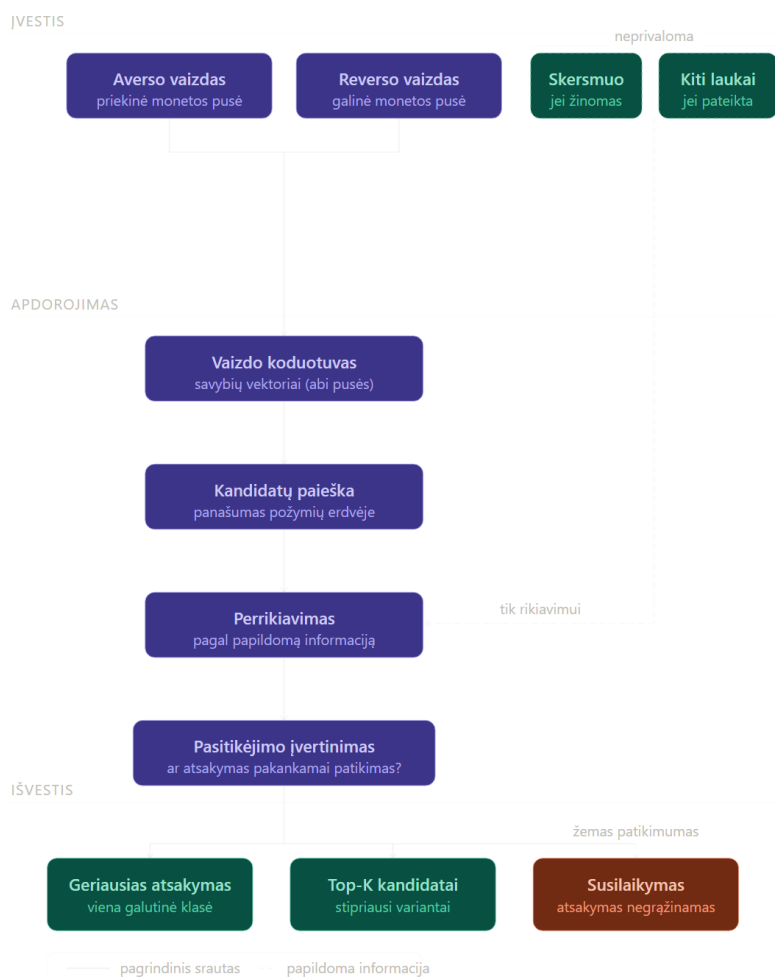 ĮVESTIS
neprivaloma
Averso vaizdas
priekinė monetos pusė
Reverso vaizdas
galinė monetos pusė
Skersmuo
jei žinomas
Kiti laukai
jei pateikta
APDOROJIMAS
Vaizdo koduotuvas
savybių vektoriai (abi pusės)
Kandidatų paieška
panašumas požymių erdvėje
Perrikiavimas
pagal papildomą informaciją
tik rikiavimui
Pasitikėjimo įvertinimas
ar atsakymas pakankamai patikimas?
IŠVESTIS
žemas patikimumas
Geriausias atsakymas
viena galutinė klasė
Top-K kandidatai
stipriausi variantai
Susilaikymas
atsakymas negrąžinamas
pagrindinis srautas
papildoma informacija